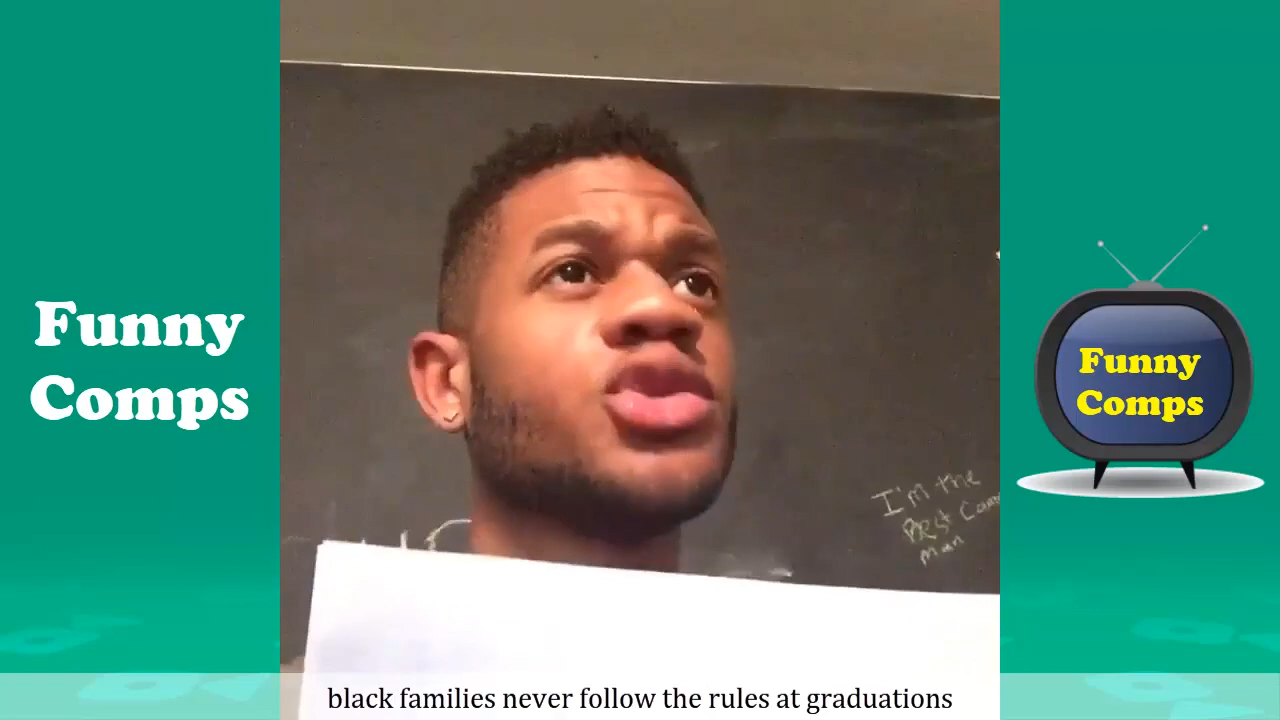 Funny
Comps
Funny
Comps
I'm the
Best
man
black families never follow the rules at graduations